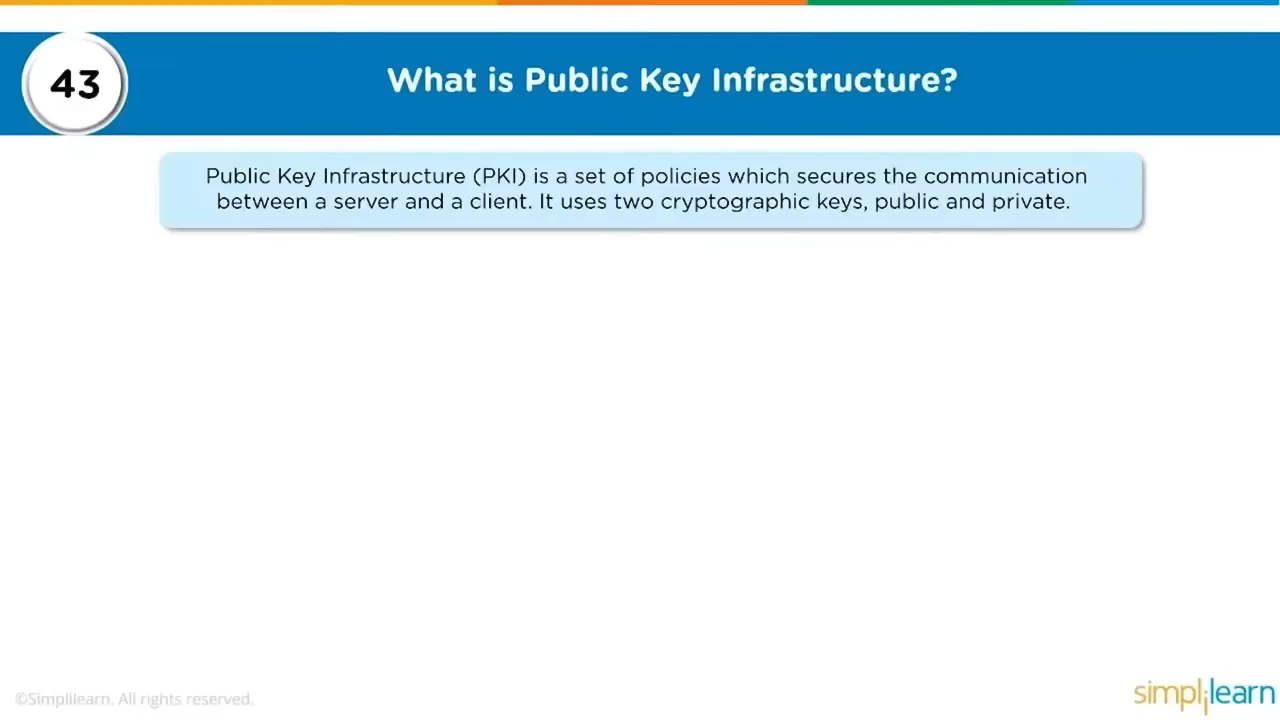 43
What is Public Key Infrastructure?
Public Key Infrastructure (PKI) is a set of policies which secures the communication
between a server and a client. It uses two cryptographic keys, public and private.
©Simplilearn. All rights reserved.
simplilearn